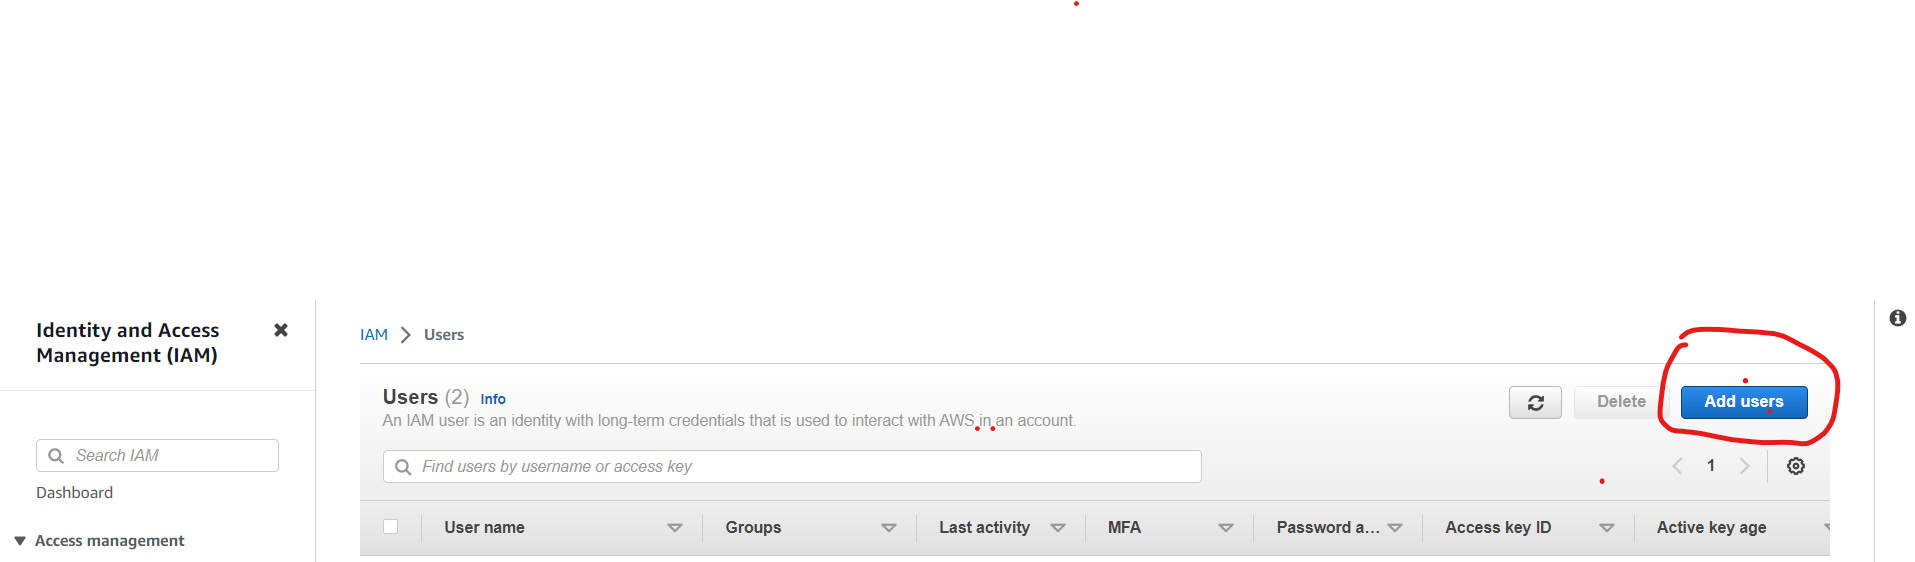 Identity and Access
Management (IAM)
Search IAM
Dashboard
Access management
IAM > Users
Users (2) Info
An IAM user is an identity with long-term credentials that is used to interact with AWS in an account.
Delete
Add users
Find users by username or access key
1
User name Groups Last activity MFA Password a... Access key ID Active key age